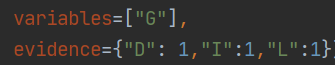 variables=["G"],
evidence={"D": 1,"I":1,"L":1}